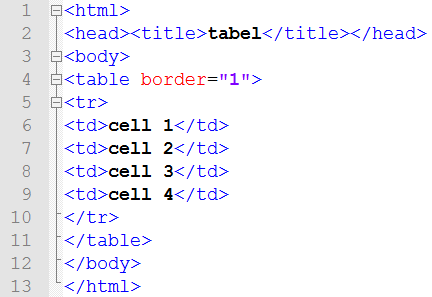 1 <html>
2 <head><title>tabel</title></head>
3 <body>
4 <table border="1">
5 <tr>
6 <td>cell 1</td>
7 <td>cell 2</td>
8 <td>cell 3</td>
9 <td>cell 4</td>
10 </tr>
11 </table>
12 </body>
13 </html>